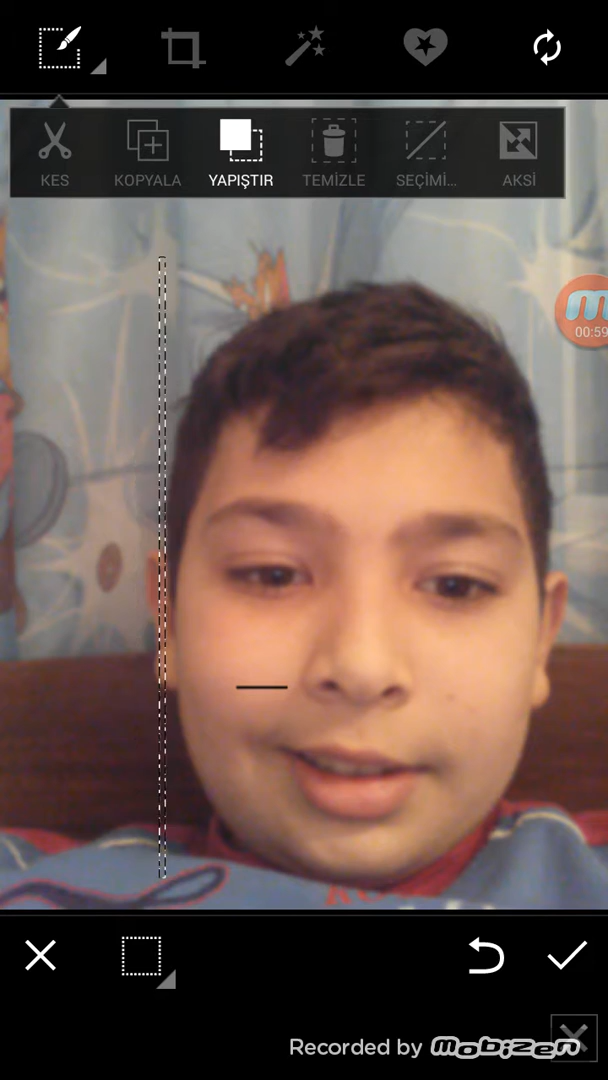 KES KOPYALA YAPIŞTIR TEMİZLE SEÇİMİ... AKSİ
00:59
Recorded by mobizen